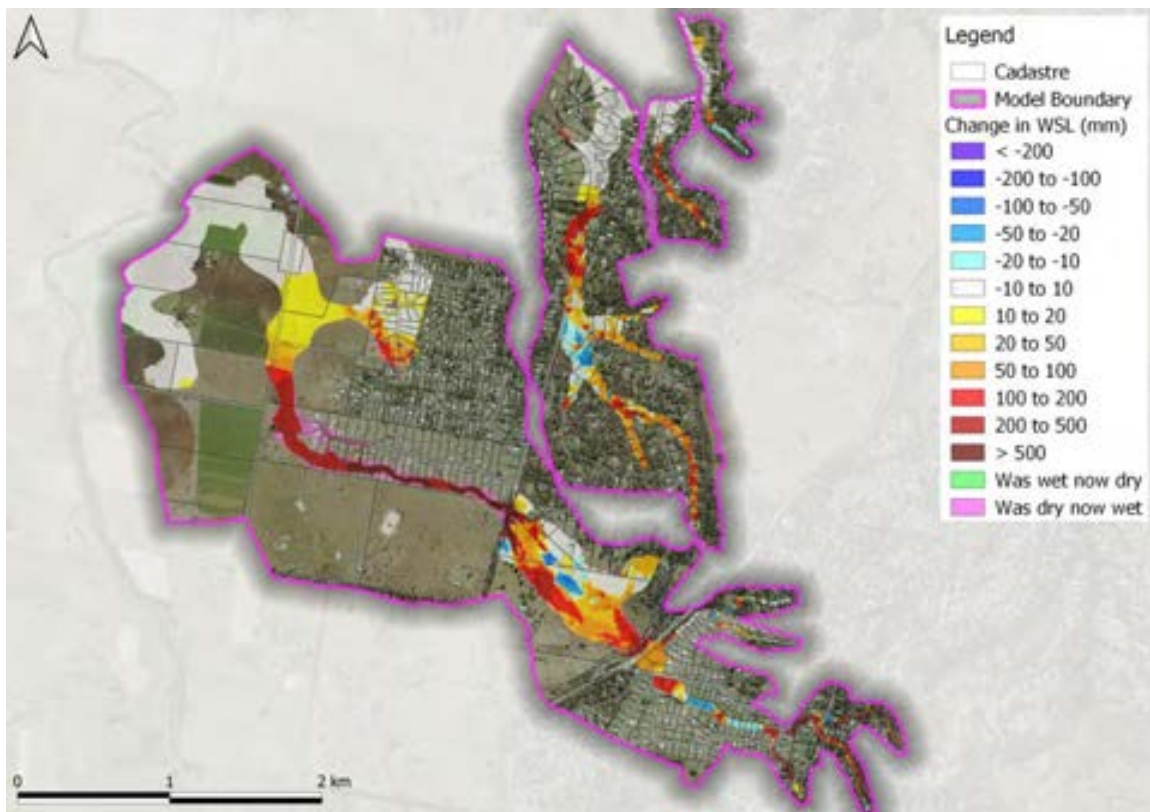 Legend
Cadastre
Model Boundary
Change in WSL (mm)
< -200
-200 to -100
-100 to -50
-50 to -20
-20 to -10
-10 to 10
10 to 20
20 to 50
50 to 100
100 to 200
200 to 500
> 500
Was wet now dry
Was dry now wet
0 1 2 km